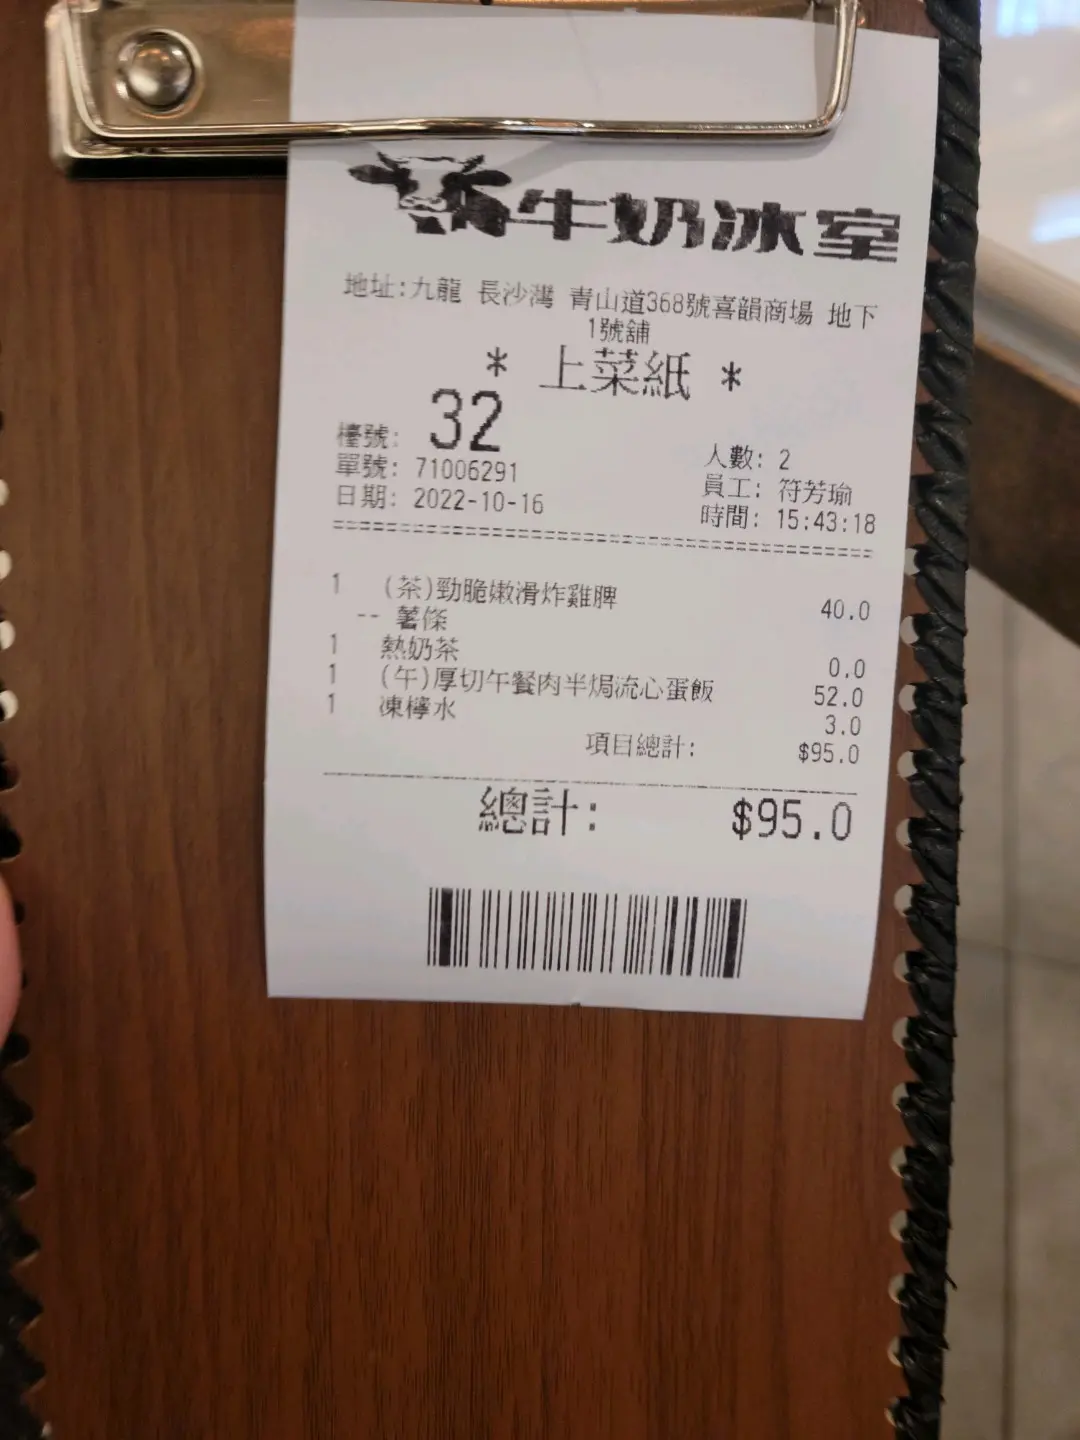 牛奶冰室
地址:九龍 長沙灣 青山道368號喜韻商場 地下
1號舖
* 上菜紙 *
檯號: 32
人數: 2
單號: 71006291
員工: 符芳瑜
日期: 2022-10-16
時間: 15:43:18
1 (茶)勁脆嫩滑炸雞髀 40.0
-- 薯條
1 熱奶茶 0.0
1 (午)厚切午餐肉半焗流心蛋飯 52.0
1 凍檸水 3.0
項目總計: $95.0
總計: $95.0